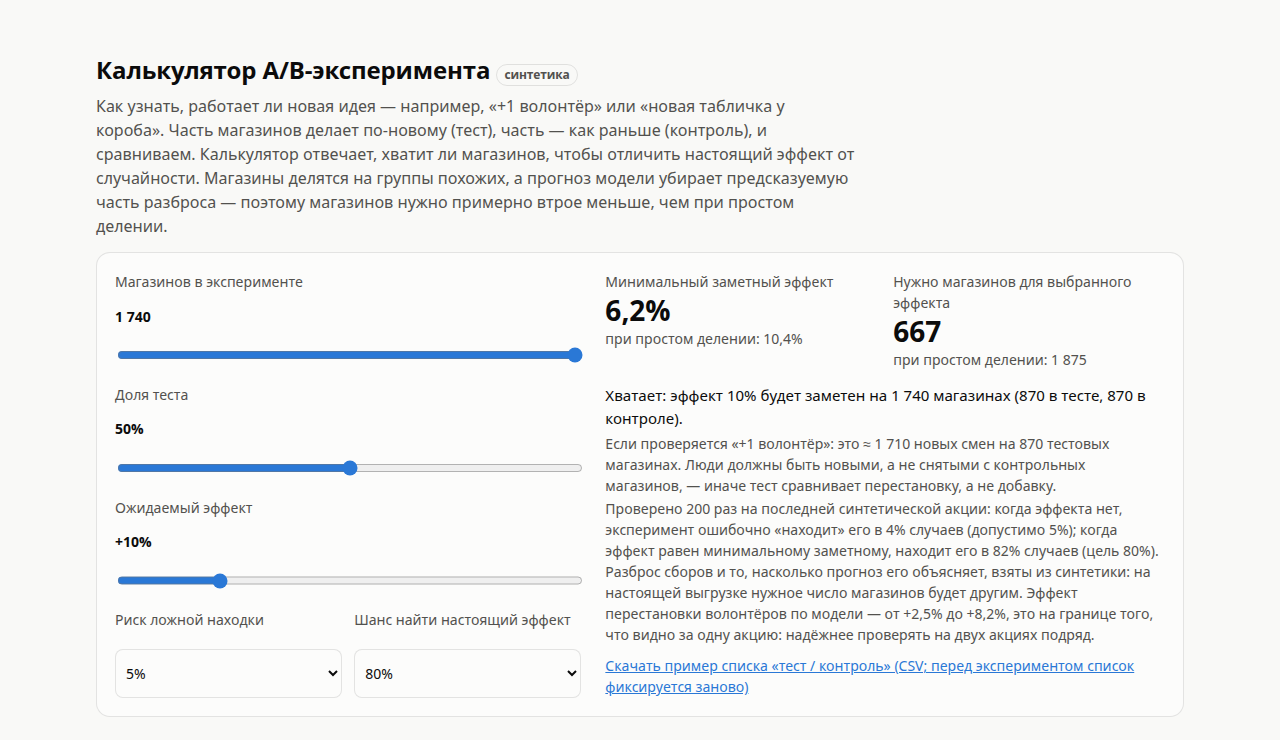 Калькулятор A/B-эксперимента синтетика
Как узнать, работает ли новая идея — например, «+1 волонтёр» или «новая табличка у
короба». Часть магазинов делает по-новому (тест), часть — как раньше (контроль), и
сравниваем. Калькулятор отвечает, хватит ли магазинов, чтобы отличить настоящий эффект от
случайности. Магазины делятся на группы похожих, а прогноз модели убирает предсказуемую
часть разброса — поэтому магазинов нужно примерно втрое меньше, чем при простом
делении.
Магазинов в эксперименте
1 740
Доля теста
50%
Ожидаемый эффект
+10%
Риск ложной находки
5%
Шанс найти настоящий эффект
80%
Минимальный заметный эффект
6,2%
при простом делении: 10,4%
Нужно магазинов для выбранного
эффекта
667
при простом делении: 1 875
Хватает: эффект 10% будет заметен на 1 740 магазинах (870 в тесте, 870 в
контроле).
Если проверяется «+1 волонтёр»: это ≈ 1 710 новых смен на 870 тестовых
магазинах. Люди должны быть новыми, а не снятыми с контрольных
магазинов, — иначе тест сравнивает перестановку, а не добавку.
Проверено 200 раз на последней синтетической акции: когда эффекта нет,
эксперимент ошибочно «находит» его в 4% случаев (допустимо 5%); когда
эффект равен минимальному заметному, находит его в 82% случаев (цель 80%).
Разброс сборов и то, насколько прогноз его объясняет, взяты из синтетики: на
настоящей выгрузке нужное число магазинов будет другим. Эффект
перестановки волонтёров по модели — от +2,5% до +8,2%, это на границе того,
что видно за одну акцию: надёжнее проверять на двух акциях подряд.
Скачать пример списка «тест / контроль» (CSV; перед экспериментом список
фиксируется заново)